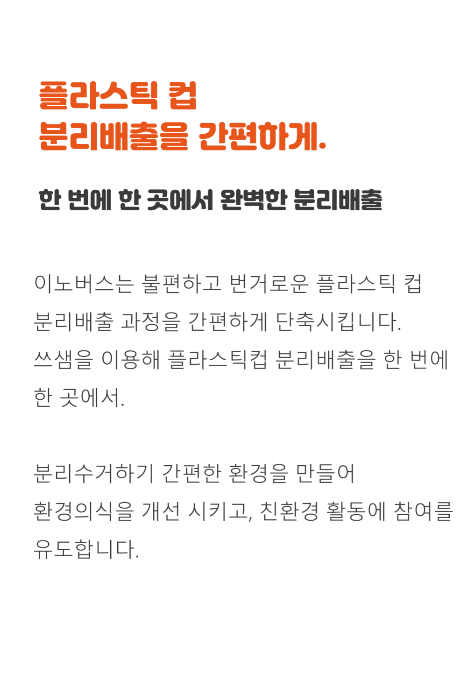 플라스틱 컵
분리배출을 간편하게.
한 번에 한 곳에서 완벽한 분리배출
이노버스는 불편하고 번거로운 플라스틱 컵
분리배출 과정을 간편하게 단축시킵니다.
쓰샘을 이용해 플라스틱컵 분리배출을 한 번에
한 곳에서.
분리수거하기 간편한 환경을 만들어
환경의식을 개선 시키고, 친환경 활동에 참여를
유도합니다.